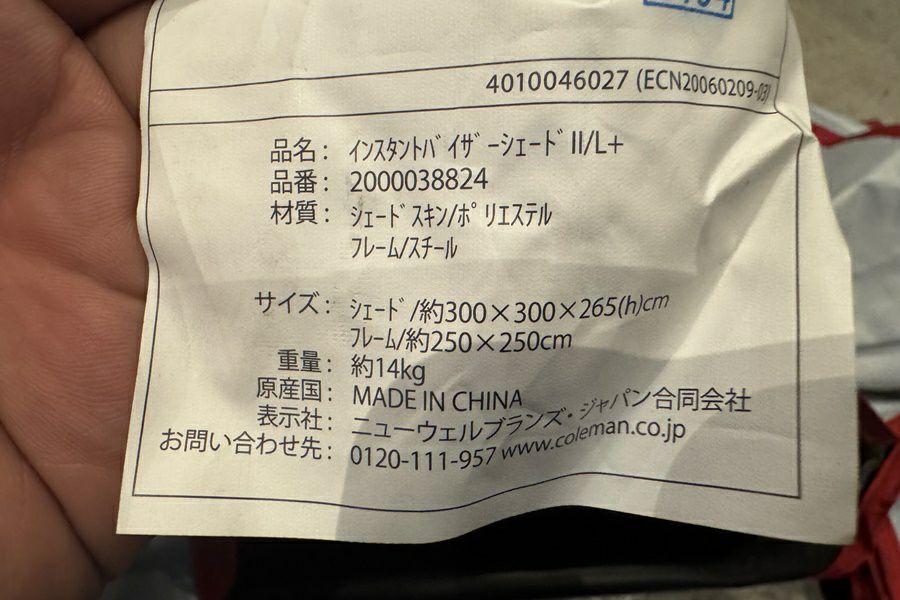 4010046027 (ECN20060209-03)
品名： ｲﾝｽﾀﾝﾄﾊﾞｲｻﾞｰｼｪｰﾄﾞII/L+
品番： 2000038824
材質： ｼｪｰﾄﾞｽｷﾝ/ﾎﾟﾘｴｽﾃﾙ
ﾌﾚｰﾑ/ｽﾁｰﾙ
サイズ： ｼｪｰﾄﾞ/約300×300×265(h)cm
ﾌﾚｰﾑ/約250×250cm
重量： 約14kg
原産国： MADE IN CHINA
表示社： ニューウェルブランズ・ジャパン合同会社
お問い合わせ先： 0120-111-957 www.coleman.co.jp